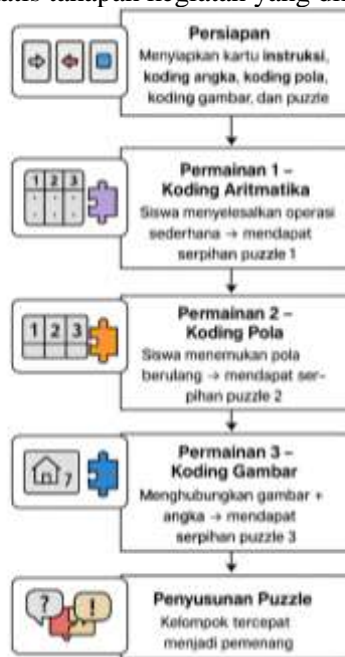 Persiapan
Menyiapkan kartu instruksi,
koding angka, koding pola,
koding gambar, dan puzzle
1 2 3
Permainan 1 –
Koding Aritmatika
Siswa menyelesaikan operasi
sederhana → mendapat
serpihan puzzle 1
1 2 3
Permainan 2 –
Koding Pola
Siswa menemukan pola
berulang → mendapat ser-
pihan puzzle 2
7
Permainan 3 –
Koding Gambar
Menghubungkan gambar +
angka → mendapat
serpihan puzzle 3
? !
Penyusunan Puzzle
Kelompok tercepat
menjadi pemenang